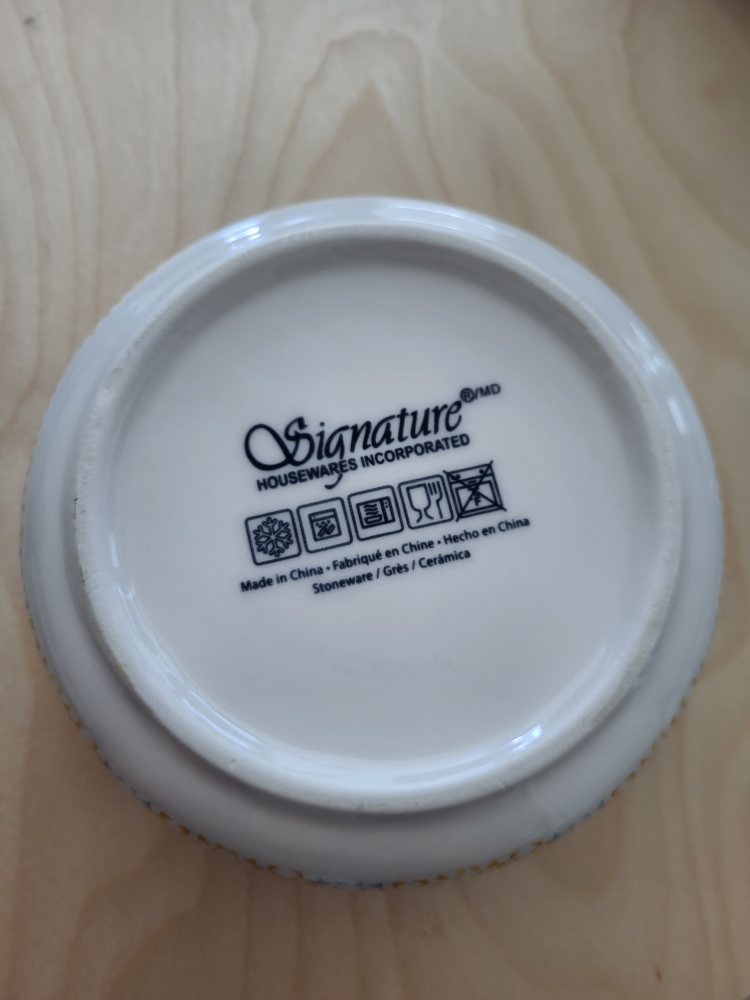 Signature®/MD
HOUSEWARES INCORPORATED
Made in China • Fabriqué en Chine • Hecho en China
Stoneware / Grès / Cerámica